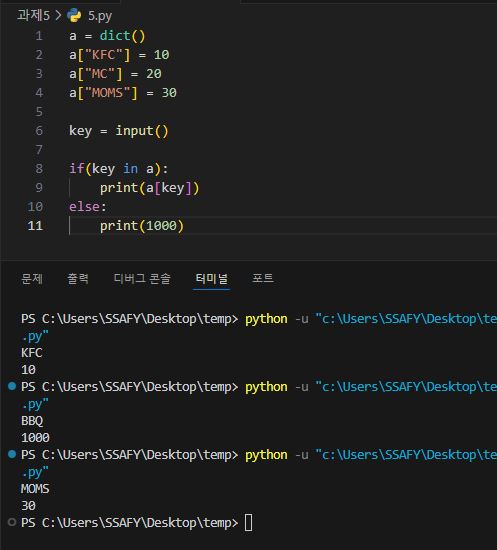 과제5 > 5.py
1 a = dict()
2 a["KFC"] = 10
3 a["MC"] = 20
4 a["MOMS"] = 30
5
6 key = input()
7
8 if(key in a):
9     print(a[key])
10 else:
11     print(1000)
문제 출력 디버그 콘솔 터미널 포트
PS C:\Users\SSAFY\Desktop\temp> python -u "c:\Users\SSAFY\Desktop\te
.py"
KFC
10
PS C:\Users\SSAFY\Desktop\temp> python -u "c:\Users\SSAFY\Desktop\te
.py"
BBQ
1000
PS C:\Users\SSAFY\Desktop\temp> python -u "c:\Users\SSAFY\Desktop\te
.py"
MOMS
30
PS C:\Users\SSAFY\Desktop\temp>